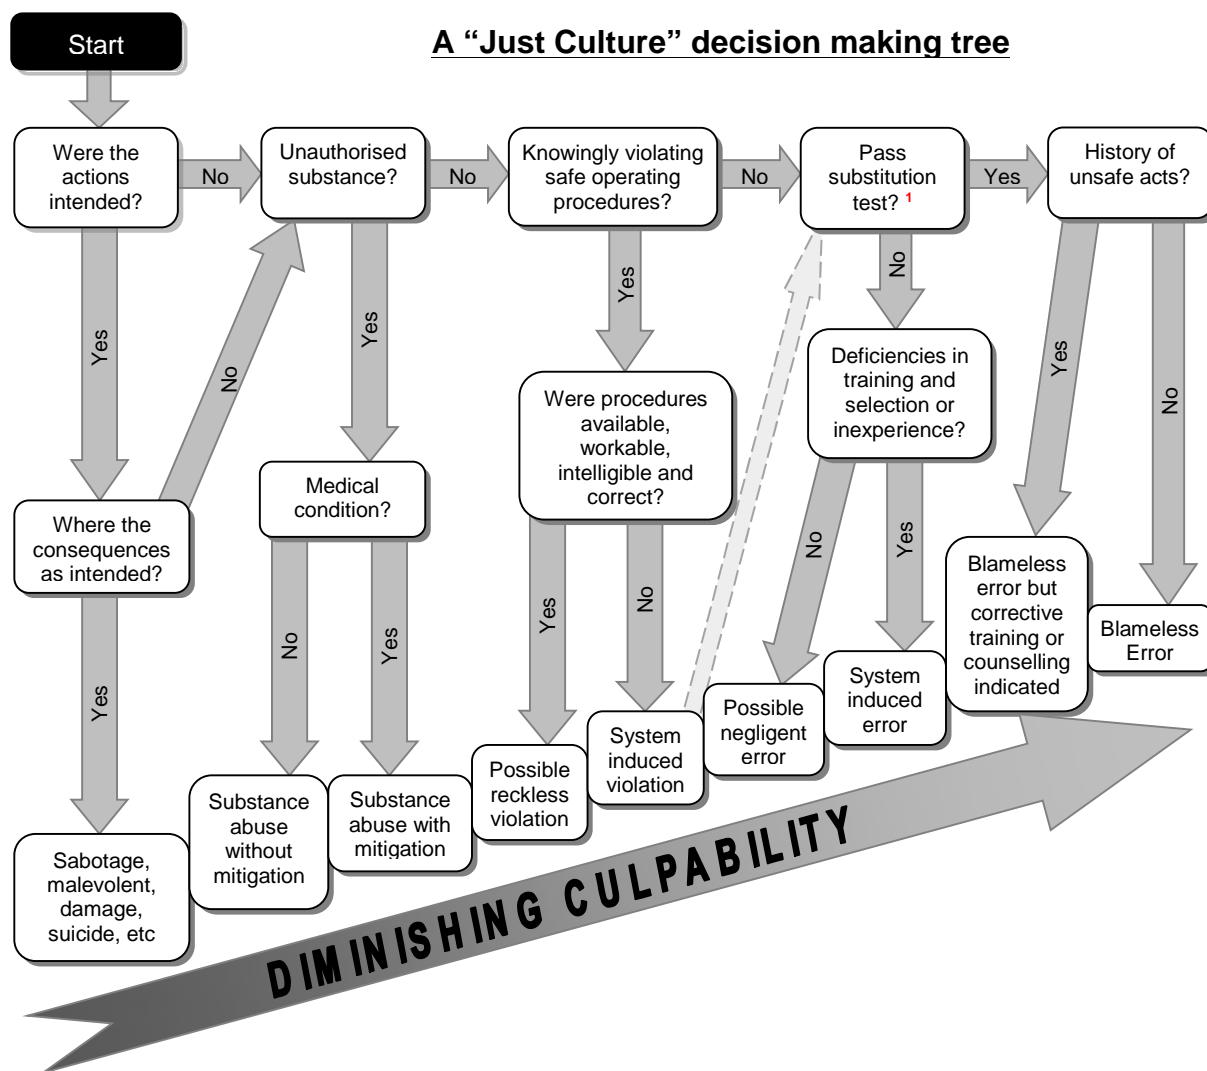 Start
A “Just Culture” decision making tree
Were the
actions
intended?
No
Unauthorised
substance?
No
Knowingly violating
safe operating
procedures?
No
Pass
substitution
test? 1
Yes
History of
unsafe acts?
Yes
No
Yes
Yes
No
Yes
No
Deficiencies in
training and
selection or
inexperience?
Were procedures
available,
workable,
intelligible and
correct?
Medical
condition?
Where the
consequences
as intended?
Yes
No
Yes
Yes
No
No
Yes
Blameless
error but
corrective
training or
counselling
indicated
Blameless
Error
System
induced
error
Possible
negligent
error
System
induced
violation
Possible
reckless
violation
Substance
abuse with
mitigation
Substance
abuse
without
mitigation
Sabotage,
malevolent,
damage,
suicide, etc
DIMINISHING CULPABILITY